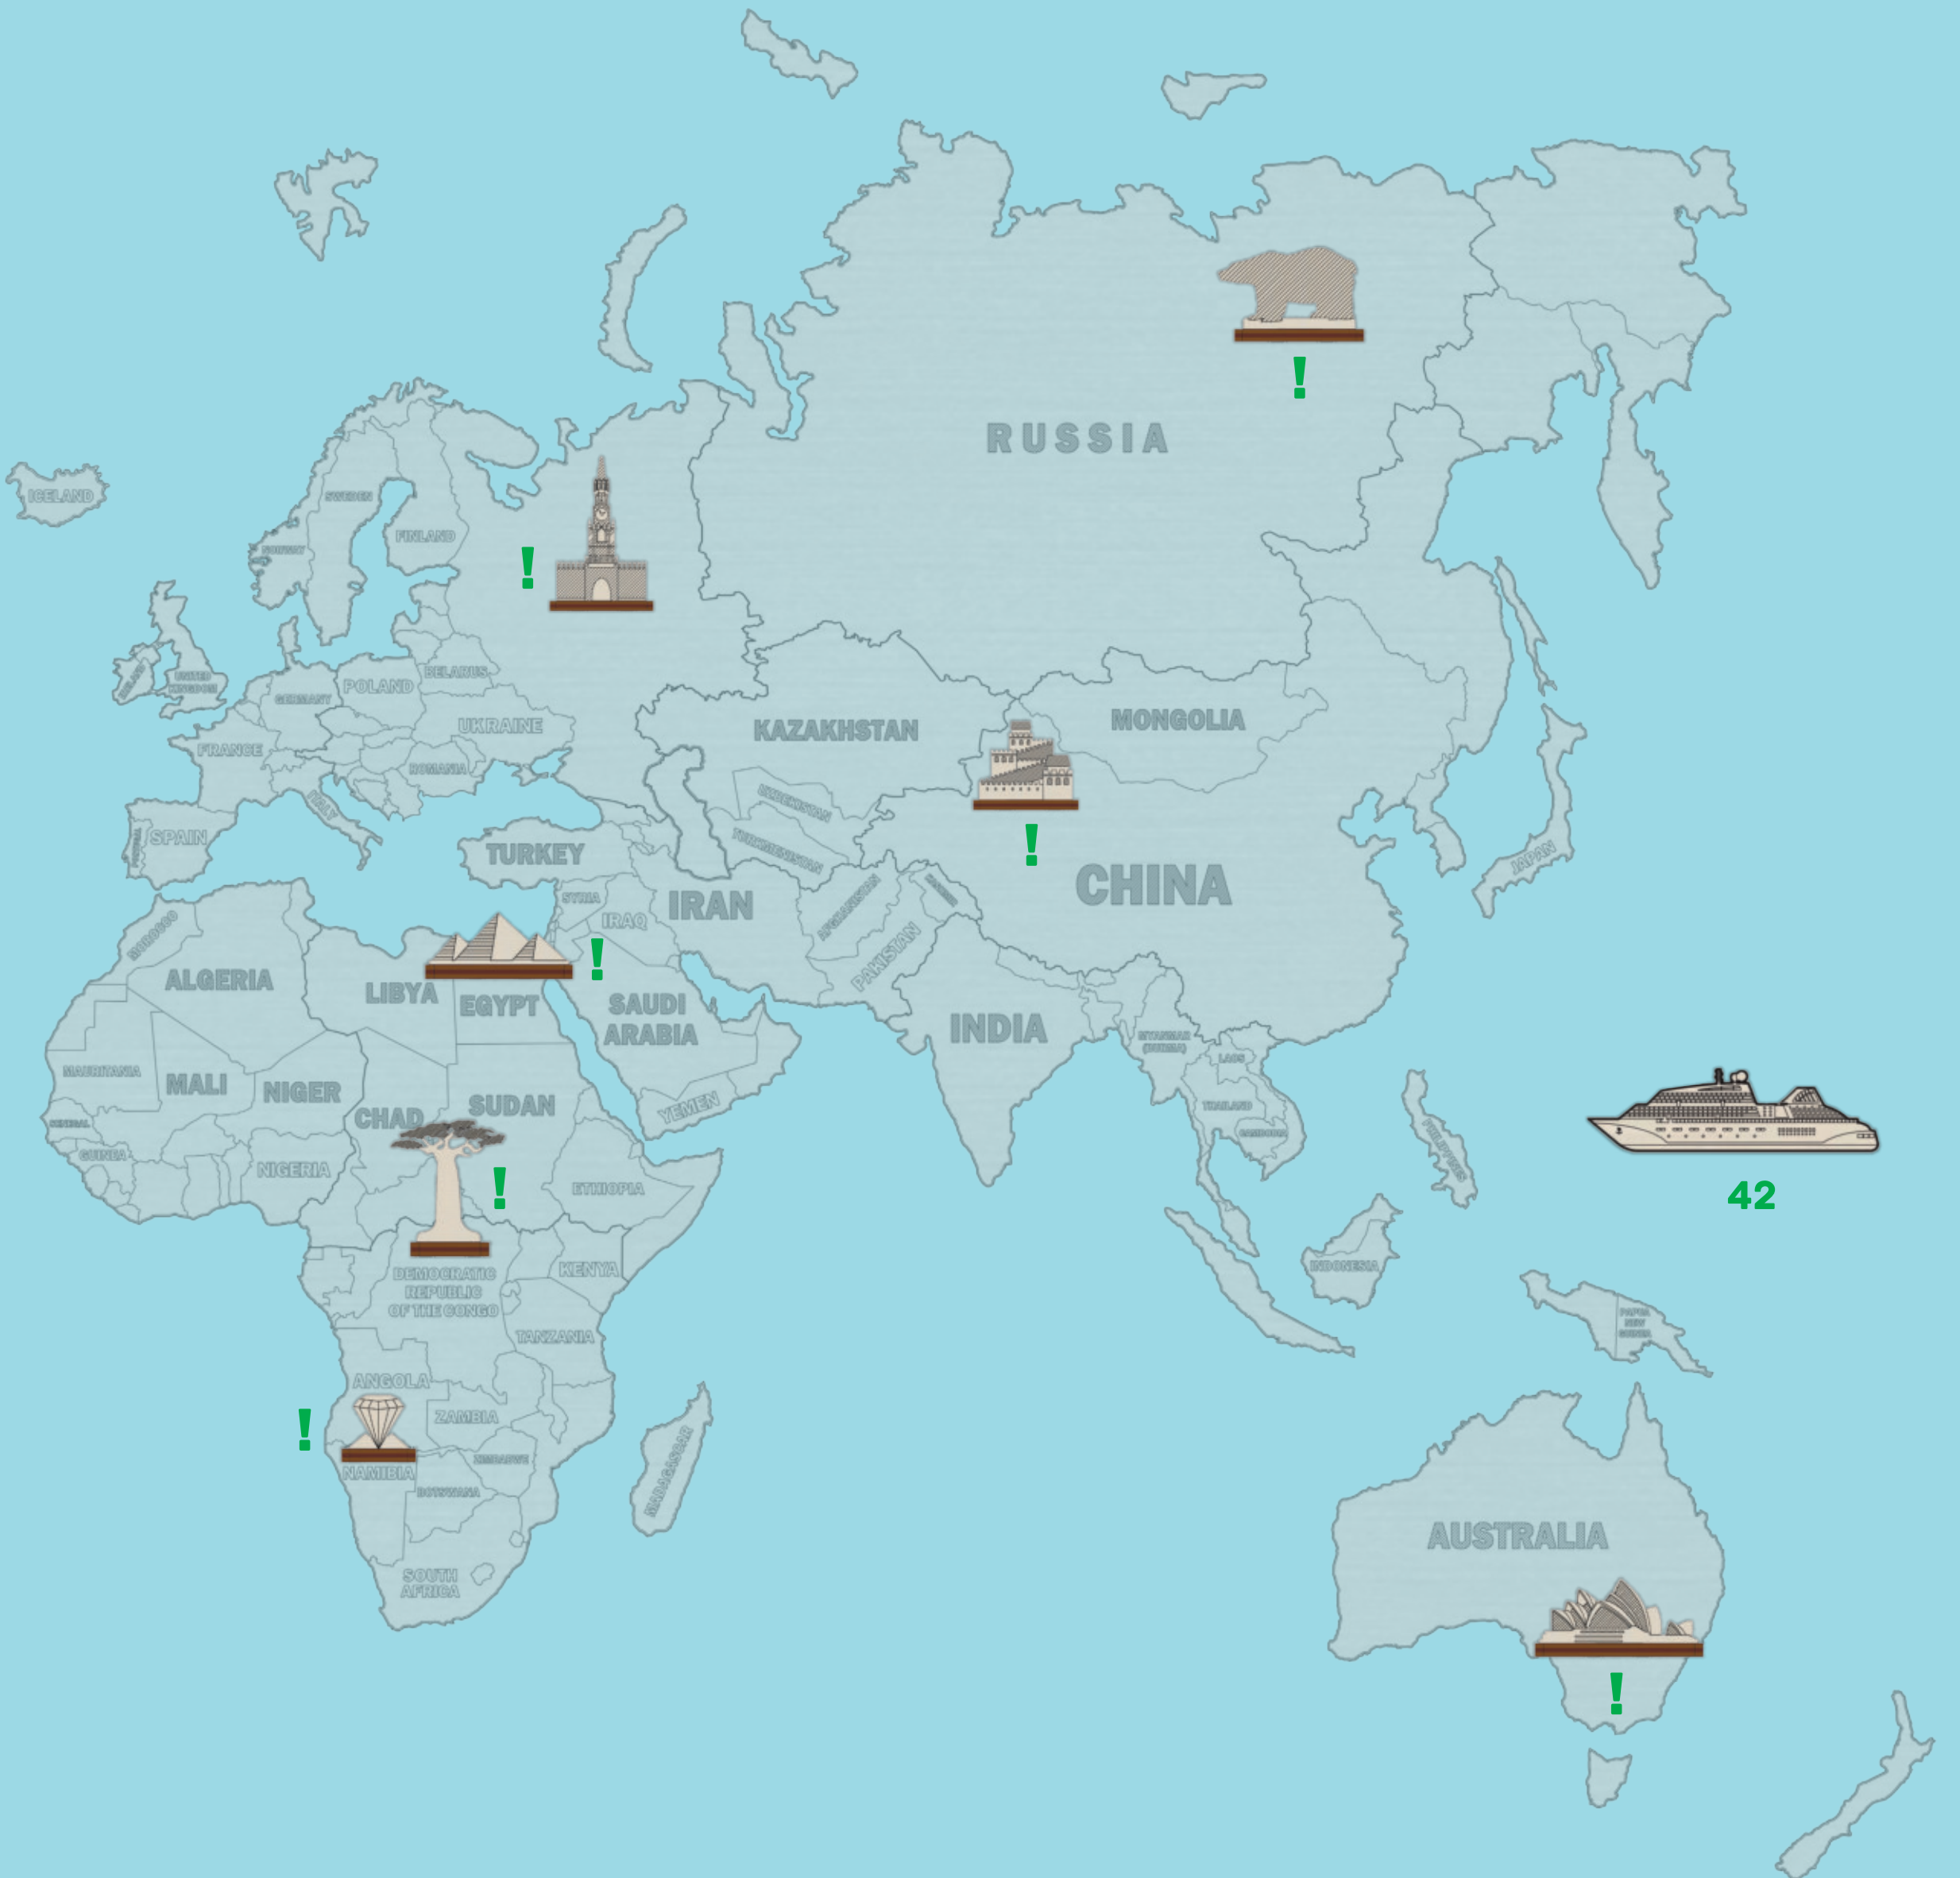 !
RUSSIA
ICELAND
SWEDEN
FINLAND
NORWAY
!
BELARUS
UNITED
KINGDOM
POLAND
GERMANY
UKRAINE
KAZAKHSTAN
MONGOLIA
FRANCE
ROMANIA
UZBEKISTAN
ITALY
SPAIN
PORTUGAL
TURKEY
TURKMENISTAN
!
JAPAN
CHINA
SYRIA
IRAN
IRAQ
AFGHANISTAN
MOROCCO
PAKISTAN
!
ALGERIA
LIBYA
EGYPT
SAUDI
ARABIA
INDIA
MYANMAR
(BURMA)
LAOS
MAURITANIA
MALI
NIGER
CHAD
SUDAN
YEMEN
THAILAND
SENEGAL
CAMBODIA
PHILIPPINES
GUINEA
NIGERIA
!
ETHIOPIA
42
KENYA
INDONESIA
DEMOCRATIC
REPUBLIC
OF THE CONGO
PAPUA
NEW
GUINEA
TANZANIA
ANGOLA
ZAMBIA
!
ZIMBABWE
NAMIBIA
BOTSWANA
MADAGASCAR
AUSTRALIA
SOUTH
AFRICA
!